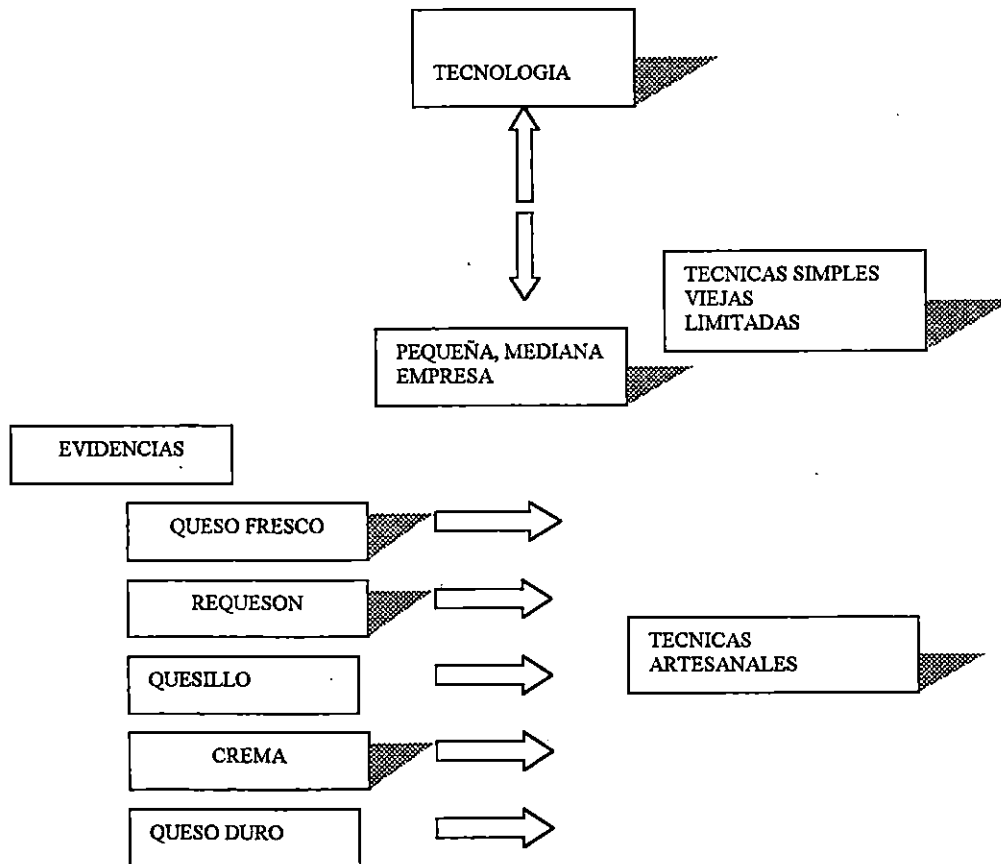 TECNOLOGIA
TECNICAS SIMPLES
VIEJAS
LIMITADAS
PEQUEÑA, MEDIANA
EMPRESA
EVIDENCIAS
QUESO FRESCO
REQUESON
QUESILLO
CREMA
QUESO DURO
TECNICAS
ARTESANALES